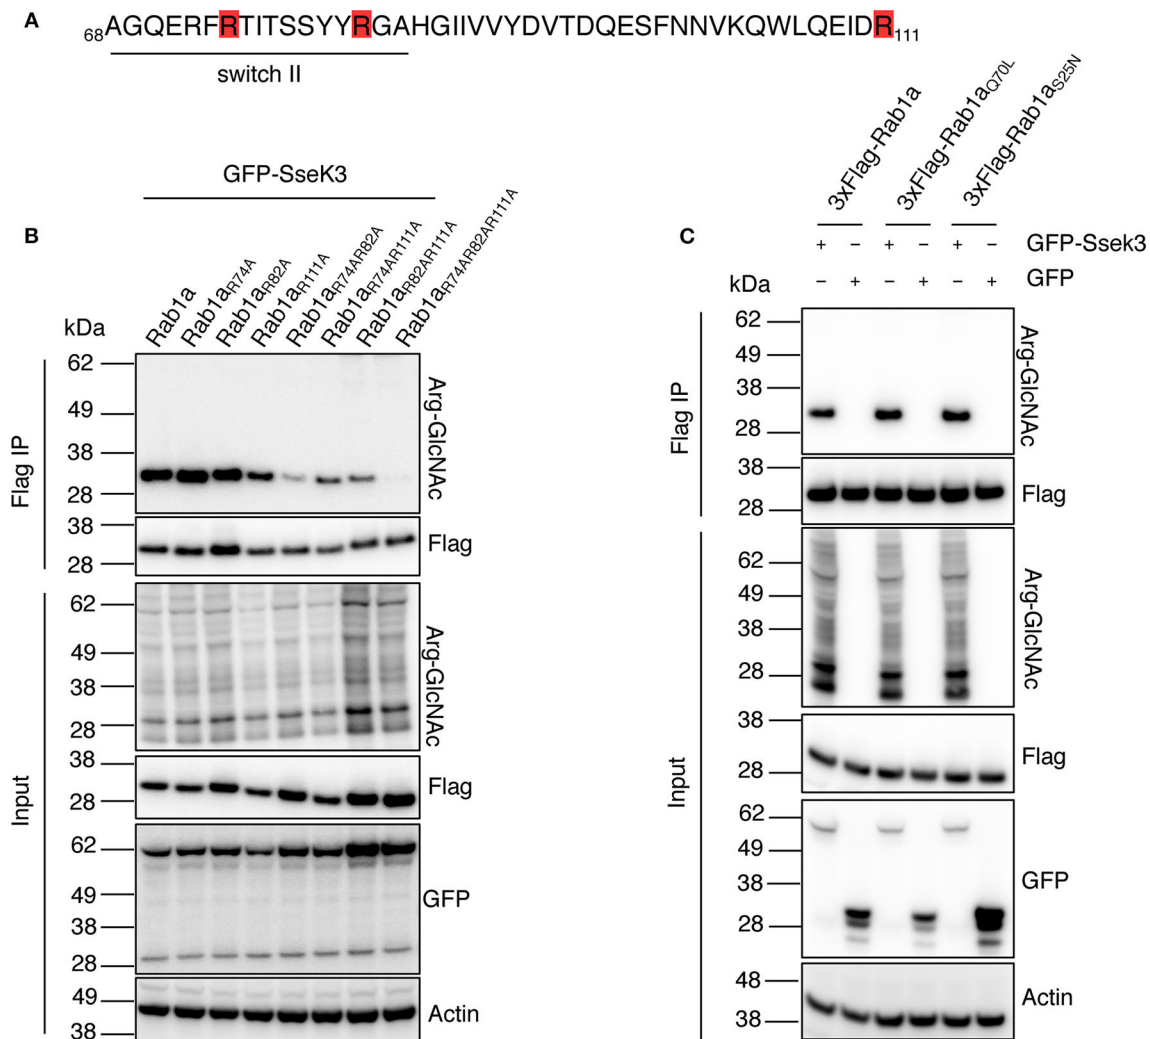 A
68AGQERFRTITSSYYRGAHGIIVVYDVTDQESFNNVKQWLQEIDR111
switch II
GFP-SseK3
B
Rab1a
Rab1aR74A
Rab1aR82A
Rab1aR111A
Rab1aR74AR82A
Rab1aR74AR111A
Rab1aR82AR111A
Rab1aR74AR82AR111A
kDa
Flag IP
62
49
38
28
Arg-GlcNAc
38
28
Flag
Input
62
49
38
28
Arg-GlcNAc
38
28
Flag
62
49
38
28
GFP
49
38
Actin
C
3xFlag-Rab1a
3xFlag-Rab1aQ70L
3xFlag-Rab1aS25N
+ – + – + – GFP-Ssek3
– + – + – + GFP
kDa
Flag IP
62
49
38
28
Arg-GlcNAc
38
28
Flag
Input
62
49
38
28
Arg-GlcNAc
38
28
Flag
62
49
38
28
GFP
48
38
Actin